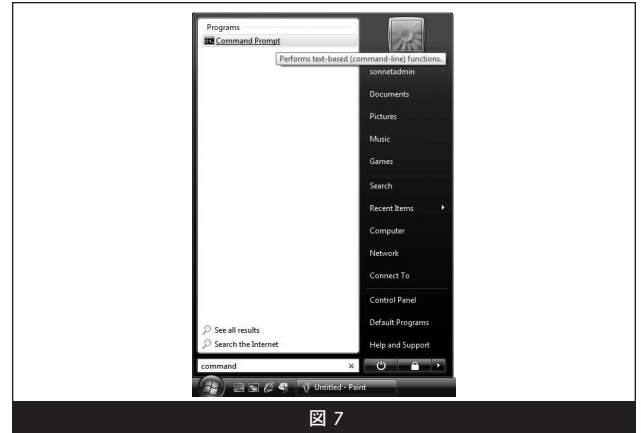 Programs
Command Prompt
Performs text-based (command-line) functions.
sonnetadmin
Documents
Pictures
Music
Games
Search
Recent Items
Computer
Network
Connect To
Control Panel
Default Programs
Help and Support
See all results
Search the Internet
command
Untitled - Paint
図 7